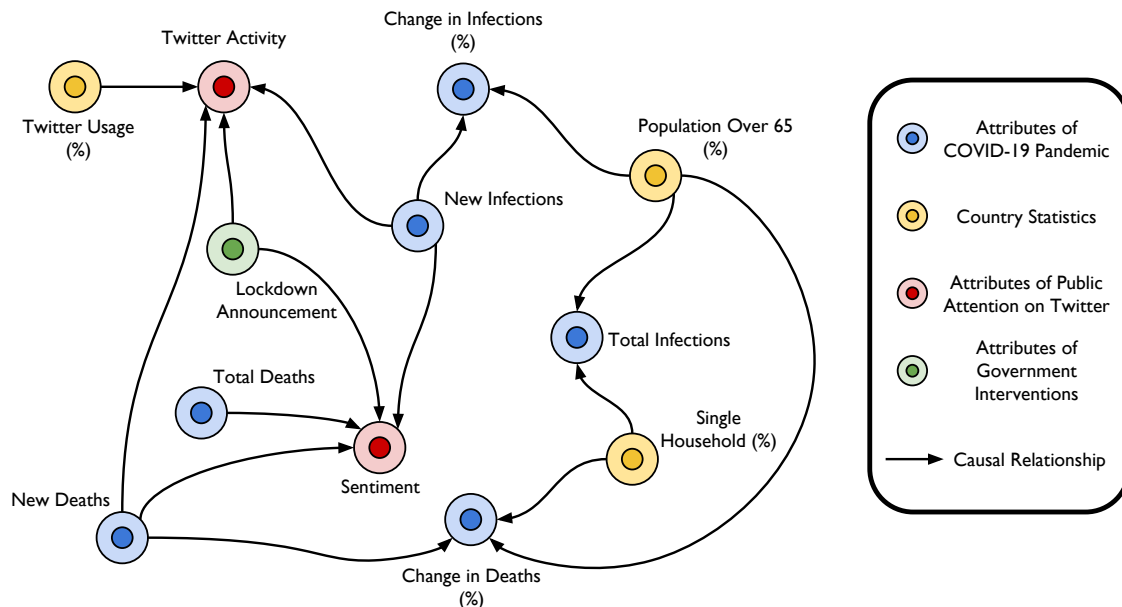 Change in Infections
(%)
Twitter Activity
Twitter Usage
(%)
Population Over 65
(%)
New Infections
Lockdown
Announcement
Total Infections
Total Deaths
Single
Household (%)
Sentiment
New Deaths
Change in Deaths
(%)
Attributes of
COVID-19 Pandemic
Country Statistics
Attributes of Public
Attention on Twitter
Attributes of
Government
Interventions
Causal Relationship